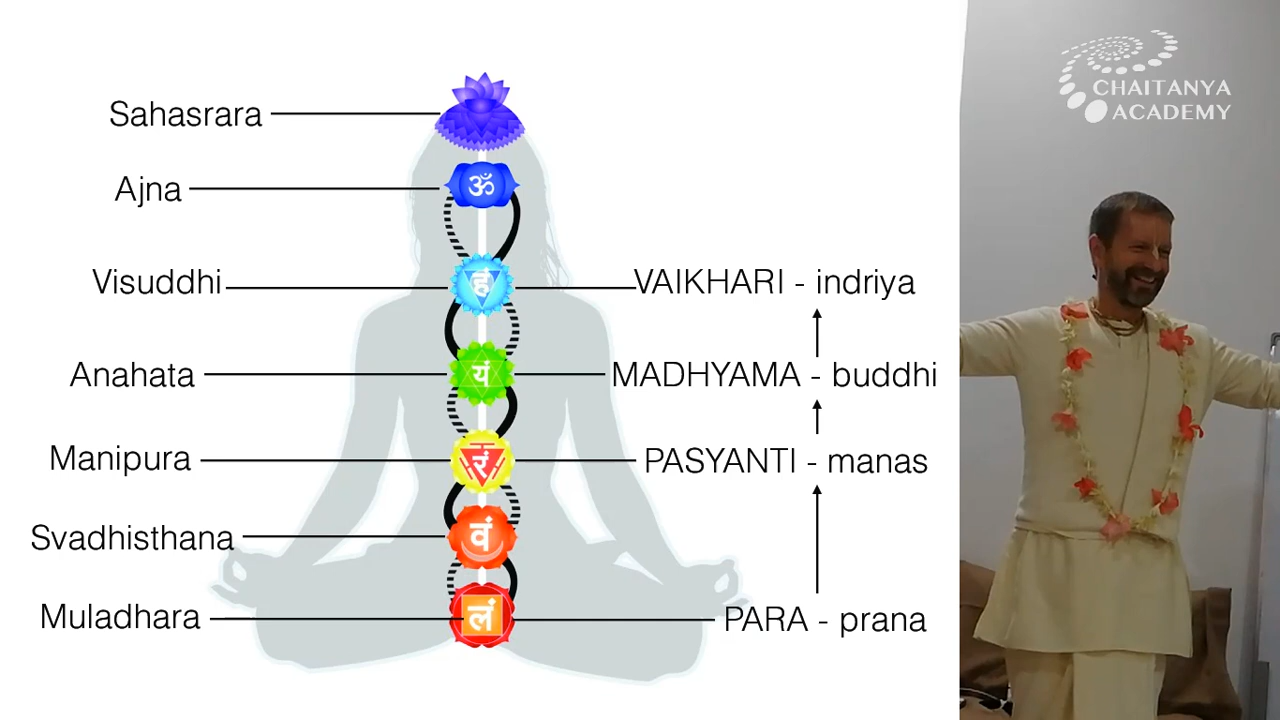 Sahasrara
Ajna
ॐ
Visuddhi
हं
VAIKHARI - indriya
Anahata
यं
MADHYAMA - buddhi
Manipura
रं
PASYANTI - manas
Svadhisthana
वं
Muladhara
लं
PARA - prana
CHAITANYA
ACADEMY